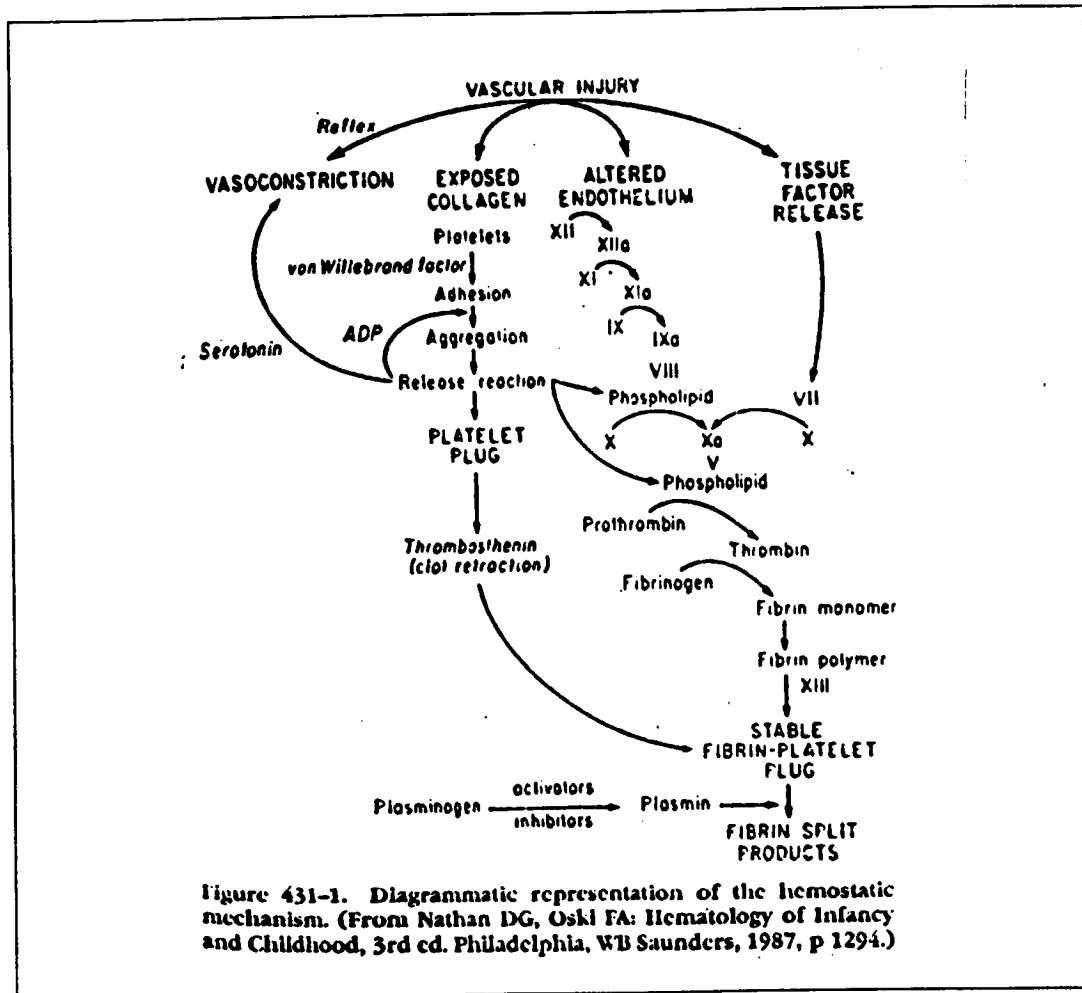 VASCULAR INJURY
Reflex
VASOCONSTRICTION
EXPOSED
COLLAGEN
ALTERED
ENDOTHELIUM
TISSUE
FACTOR
RELEASE
Platelets
von Willebrand factor
Adhesion
ADP
Aggregation
Serotonin
Release reaction
PLATELET
PLUG
Thrombosthenin
(clot retraction)
XII
XIIa
XI
XIa
IX
IXa
VIII
Phospholipid
VII
X
Xa
X
V
Phospholipid
Prothrombin
Thrombin
Fibrinogen
Fibrin monomer
Fibrin polymer
XIII
STABLE
FIBRIN-PLATELET
PLUG
Plasminogen
activators
inhibitors
Plasmin
FIBRIN SPLIT
PRODUCTS
Figure 431-1. Diagrammatic representation of the hemostatic
mechanism. (From Nathan DG, Oski FA: Hematology of Infancy
and Childhood, 3rd ed. Philadelphia, WB Saunders, 1987, p 1294.)